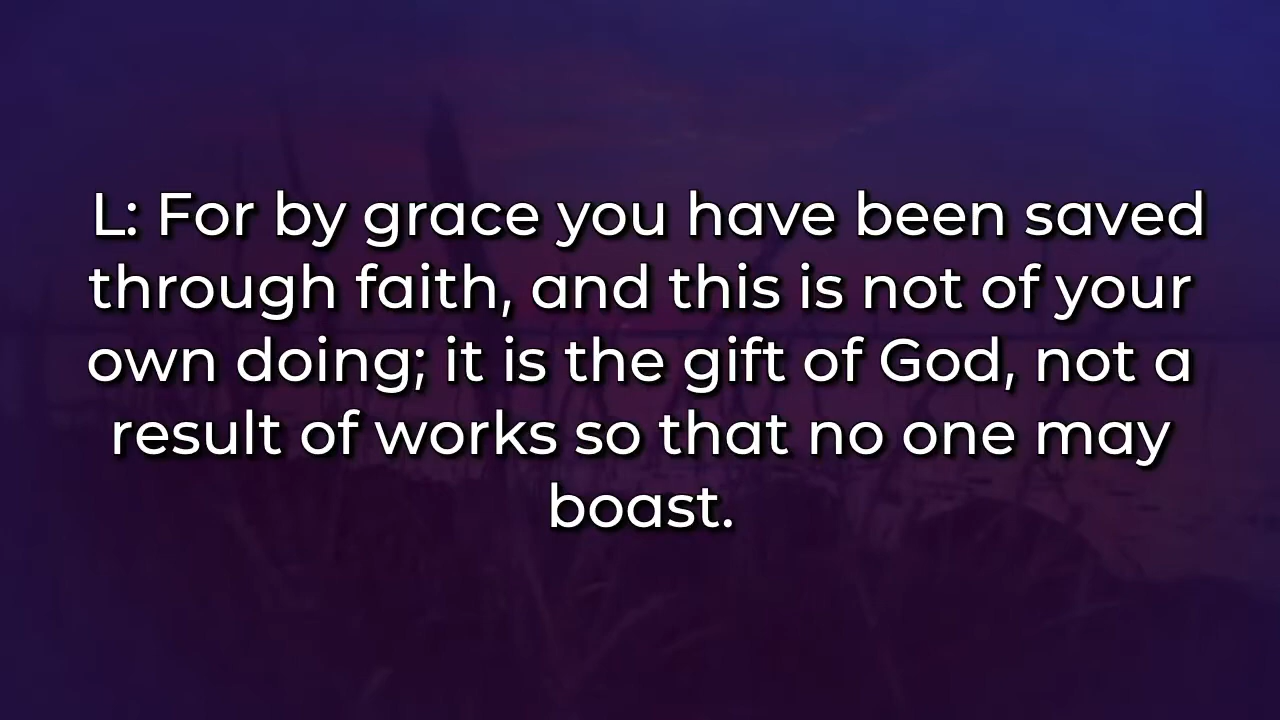 L: For by grace you have been saved
through faith, and this is not of your
own doing; it is the gift of God, not a
result of works so that no one may
boast.